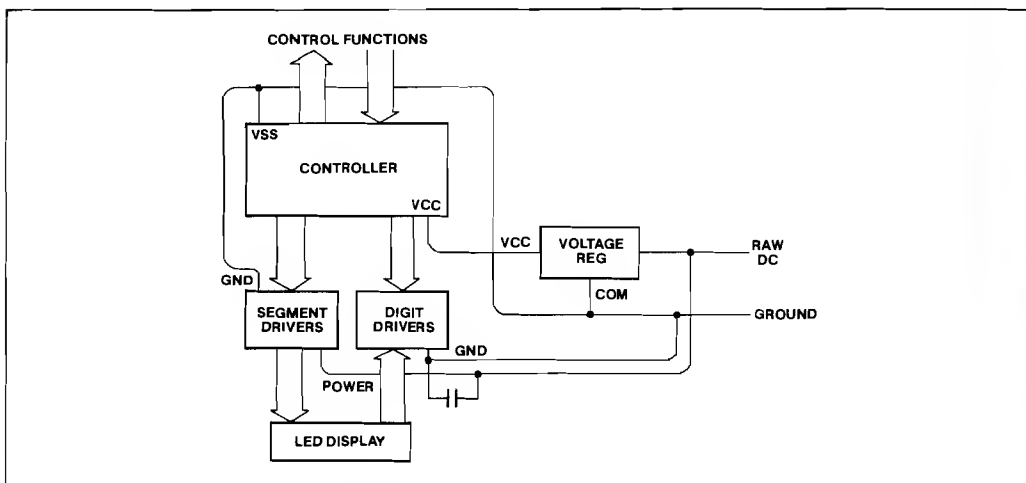 CONTROL FUNCTIONS
VSS
CONTROLLER
VCC
VCC
VOLTAGE
REG
RAW
DC
COM
GND
GROUND
SEGMENT
DRIVERS
DIGIT
DRIVERS
GND
POWER
LED DISPLAY